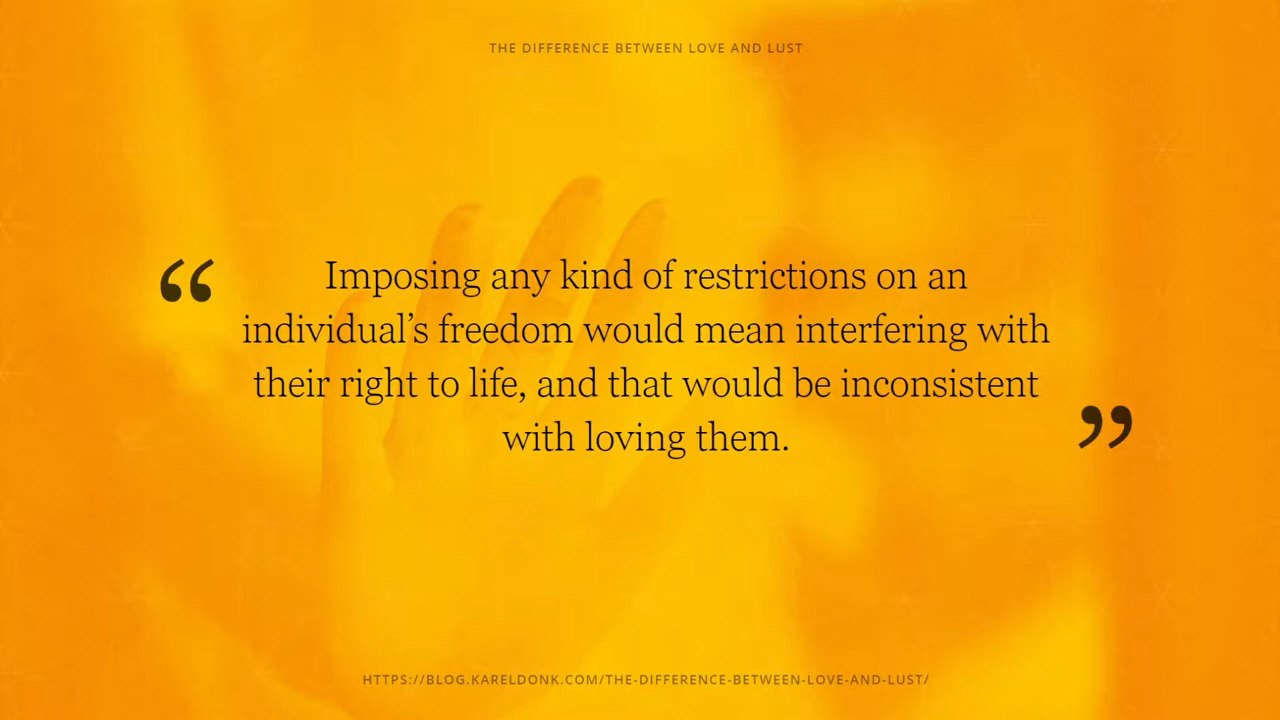 THE DIFFERENCE BETWEEN LOVE AND LUST
“ Imposing any kind of restrictions on an
individual’s freedom would mean interfering with
their right to life, and that would be inconsistent
with loving them. ”
HTTPS://BLOG.KARELDONK.COM/THE-DIFFERENCE-BETWEEN-LOVE-AND-LUST/